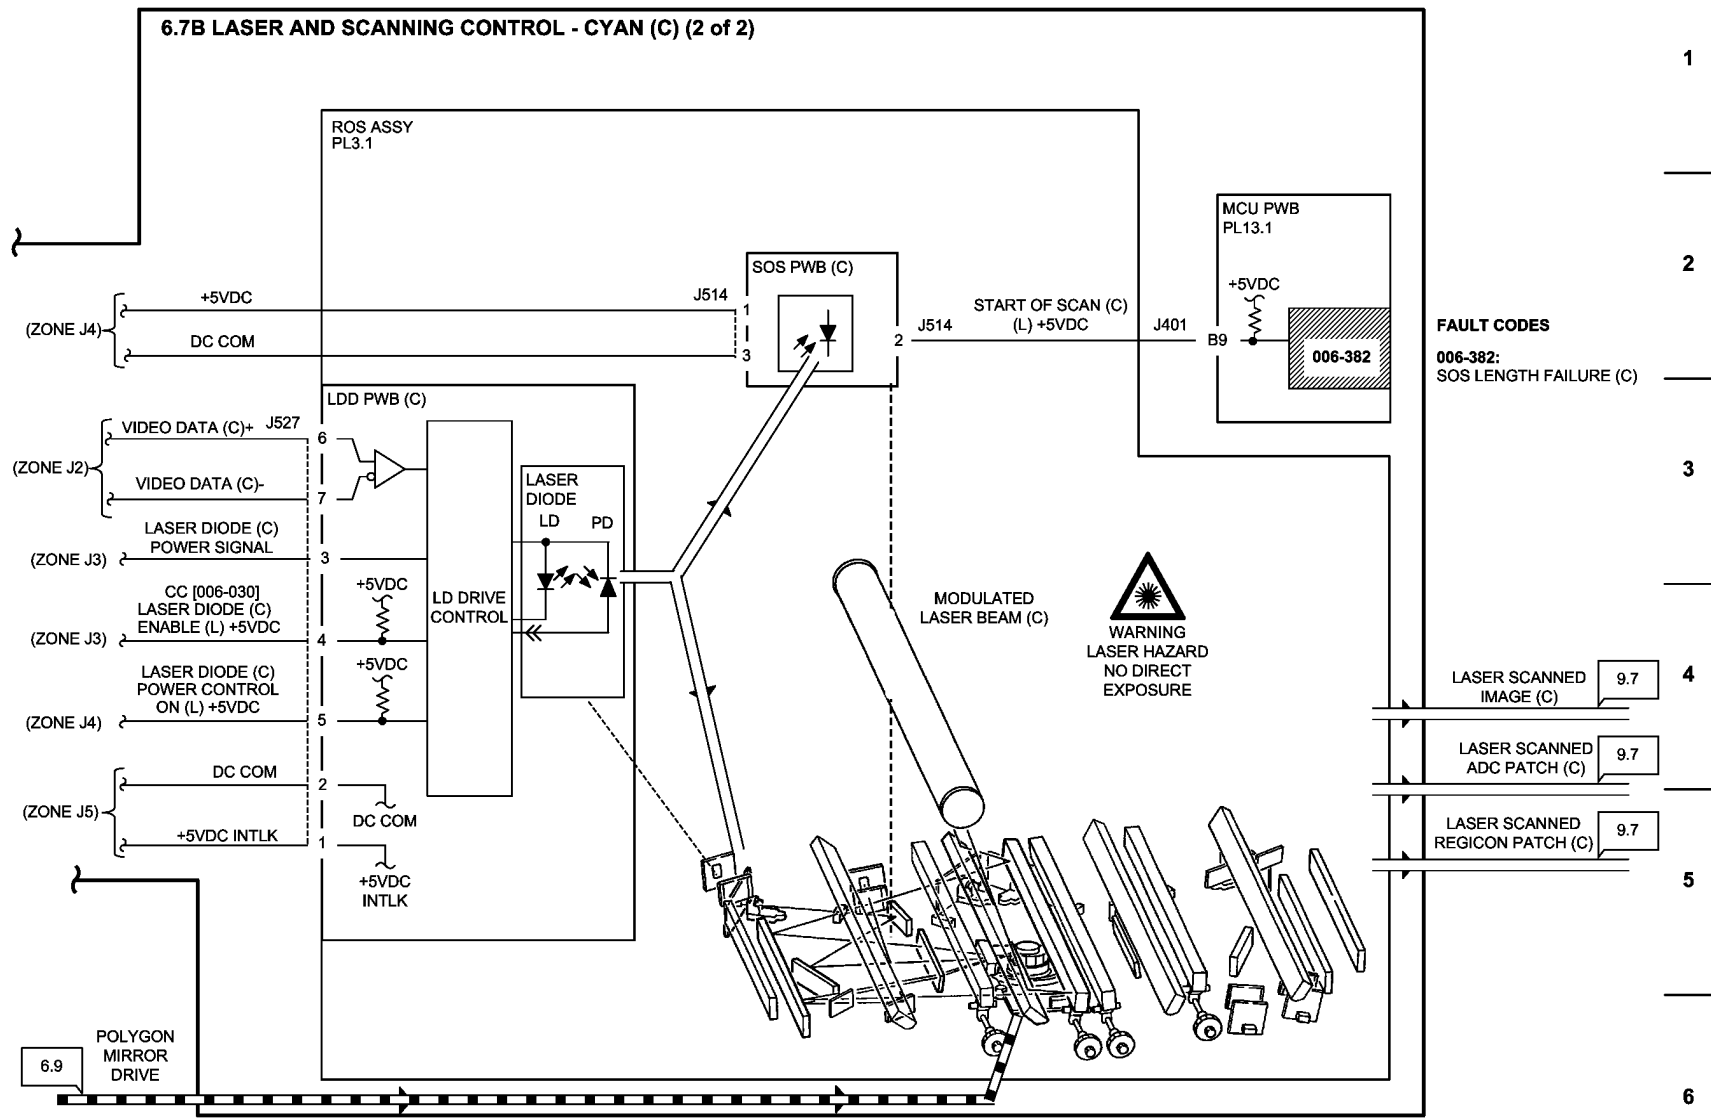 6.7B LASER AND SCANNING CONTROL - CYAN (C) (2 of 2)
1
ROS ASSY
PL3.1
MCU PWB
PL13.1
2
SOS PWB (C)
+5VDC
+5VDC
J514
1
(ZONE J4)
DC COM
3
2
J514
START OF SCAN (C)
(L) +5VDC
J401
B9
006-382
FAULT CODES
006-382:
SOS LENGTH FAILURE (C)
LDD PWB (C)
VIDEO DATA (C)+
J527
6
(ZONE J2)
VIDEO DATA (C)-
7
3
LASER
DIODE
LD
PD
LASER DIODE (C)
POWER SIGNAL
(ZONE J3)
3
CC [006-030]
LASER DIODE (C)
ENABLE (L) +5VDC
(ZONE J3)
4
+5VDC
LD DRIVE
CONTROL
MODULATED
LASER BEAM (C)
WARNING
LASER HAZARD
NO DIRECT
EXPOSURE
LASER DIODE (C)
POWER CONTROL
ON (L) +5VDC
(ZONE J4)
5
+5VDC
LASER SCANNED
IMAGE (C)
9.7
4
LASER SCANNED
ADC PATCH (C)
9.7
DC COM
2
(ZONE J5)
DC COM
+5VDC INTLK
1
+5VDC
INTLK
LASER SCANNED
REGICON PATCH (C)
9.7
5
POLYGON
MIRROR
DRIVE
6.9
6